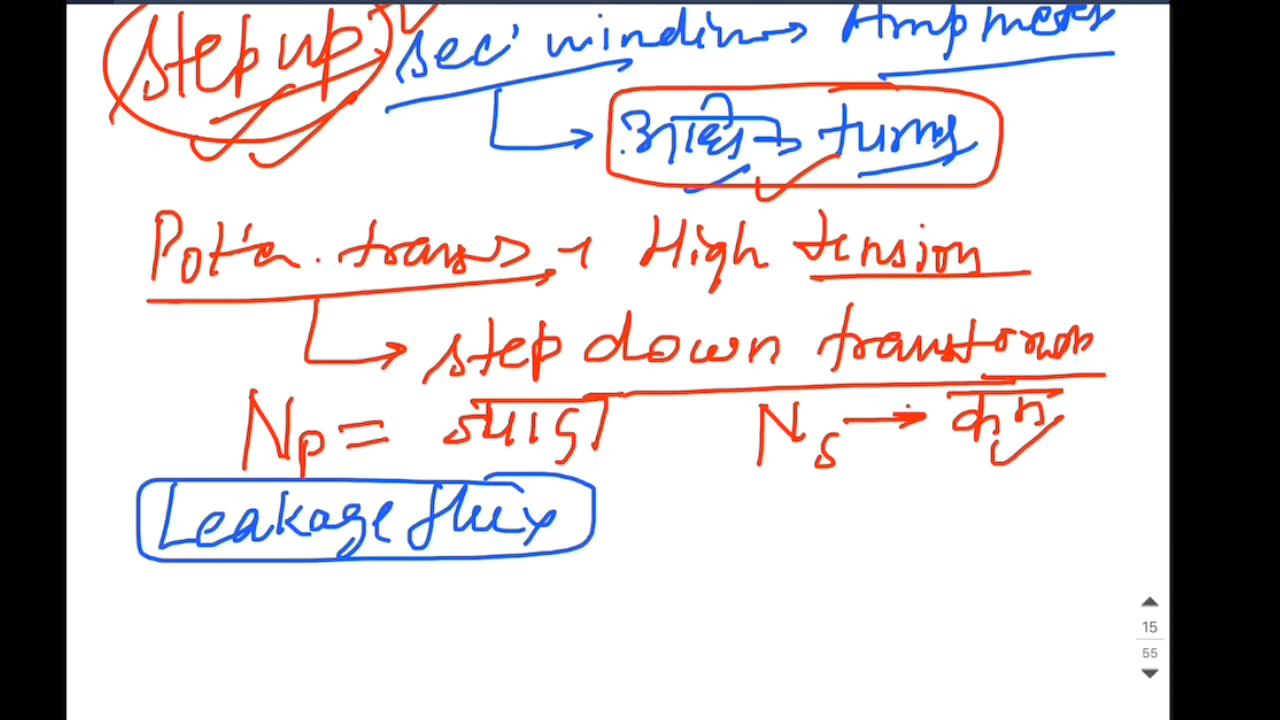 Step up sec' winding → Ampmeter
अधिक turns
Poten. trans → High tension
step down transformer
Np = ज्यादा Ns → कम
Leakage flux
15
55